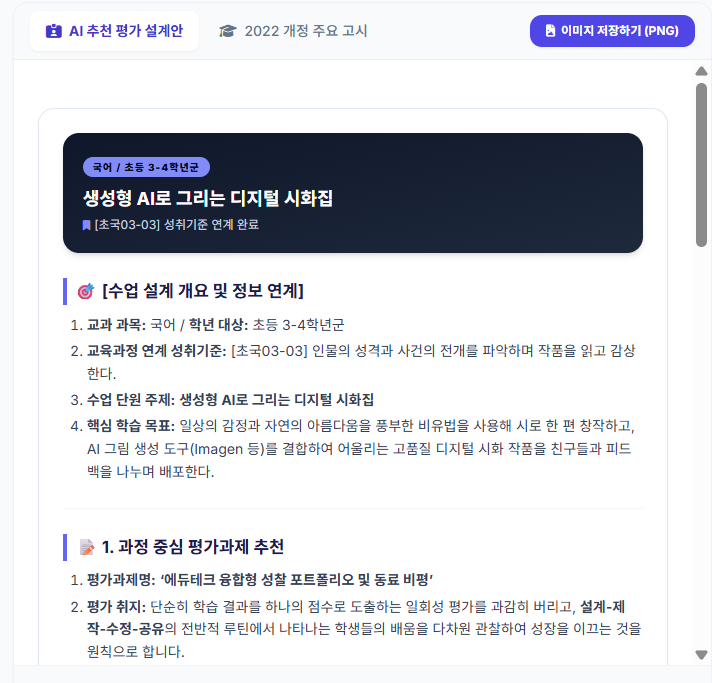 AI 추천 평가 설계안
2022 개정 주요 고시
이미지 저장하기 (PNG)
국어 / 초등 3-4학년군
생성형 AI로 그리는 디지털 시화집
[초국03-03] 성취기준 연계 완료
[수업 설계 개요 및 정보 연계]
1. 교과 과목: 국어 / 학년 대상: 초등 3-4학년군
2. 교육과정 연계 성취기준: [초국03-03] 인물의 성격과 사건의 전개를 파악하며 작품을 읽고 감상
한다.
3. 수업 단원 주제: 생성형 AI로 그리는 디지털 시화집
4. 핵심 학습 목표: 일상의 감정과 자연의 아름다움을 풍부한 비유법을 사용해 시로 한 편 창작하고,
AI 그림 생성 도구(Imagen 등)를 결합하여 어울리는 고품질 디지털 시화 작품을 친구들과 피드
백을 나누며 배포한다.
1. 과정 중심 평가과제 추천
1. 평가과제명: ‘에듀테크 융합형 성찰 포트폴리오 및 동료 비평’
2. 평가 취지: 단순히 학습 결과를 하나의 점수로 도출하는 일회성 평가를 과감히 버리고, 설계-제
작-수정-공유의 전반적 루틴에서 나타나는 학생들의 배움을 다차원 관찰하여 성장을 이끄는 것을
원칙으로 합니다.